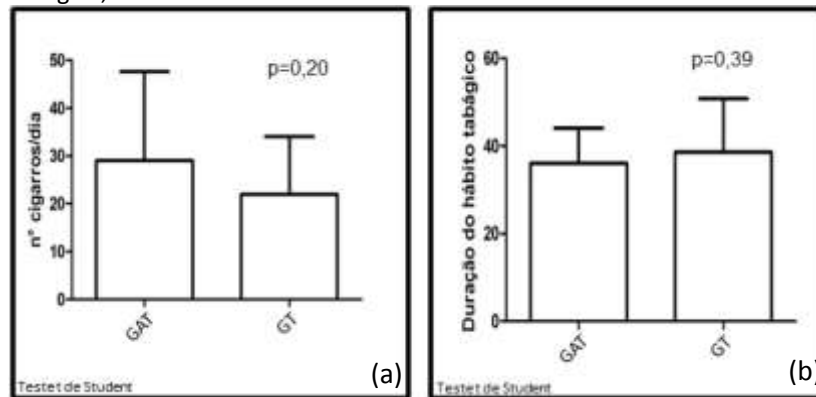 50
p=0,20
40
30
20
10
0
nº cigarros/dia
GAT
GT
(a)
Testet de Student
60
p=0,39
40
20
0
Duração do hábito tabágico
GAT
GT
(b)
Testet de Student